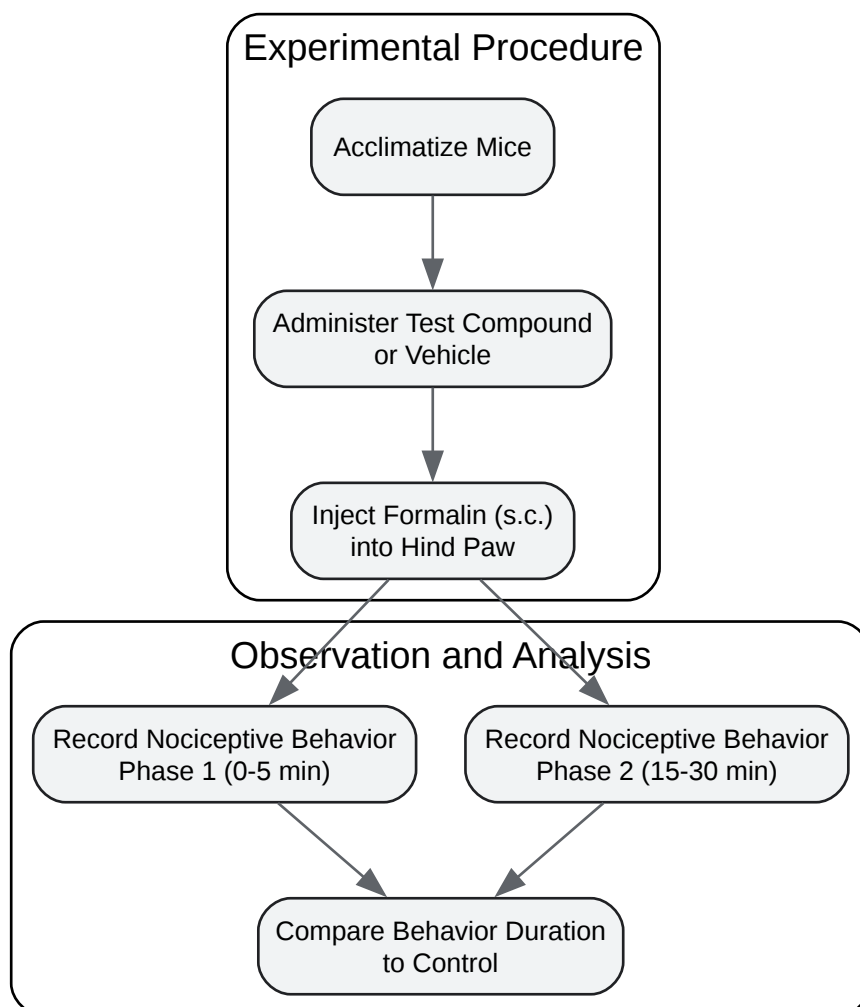 Experimental Procedure
Acclimatize Mice
Administer Test Compound
or Vehicle
Inject Formalin (s.c.)
into Hind Paw
Observation and Analysis
Record Nociceptive Behavior
Phase 1 (0-5 min)
Record Nociceptive Behavior
Phase 2 (15-30 min)
Compare Behavior Duration
to Control